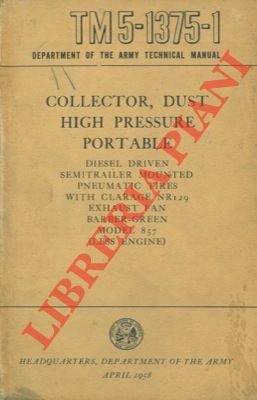 TM 5-1375-1
DEPARTMENT OF THE ARMY TECHNICAL MANUAL
COLLECTOR, DUST
HIGH PRESSURE
PORTABLE
DIESEL DRIVEN
SEMITRAILER MOUNTED
PNEUMATIC TIRES
WITH CLARAGE NR129
EXHAUST FAN
BARBER-GREEN
MODEL 857
(LESS ENGINE)
LIBRERIA PIANI
HEADQUARTERS, DEPARTMENT OF THE ARMY
APRIL 1958